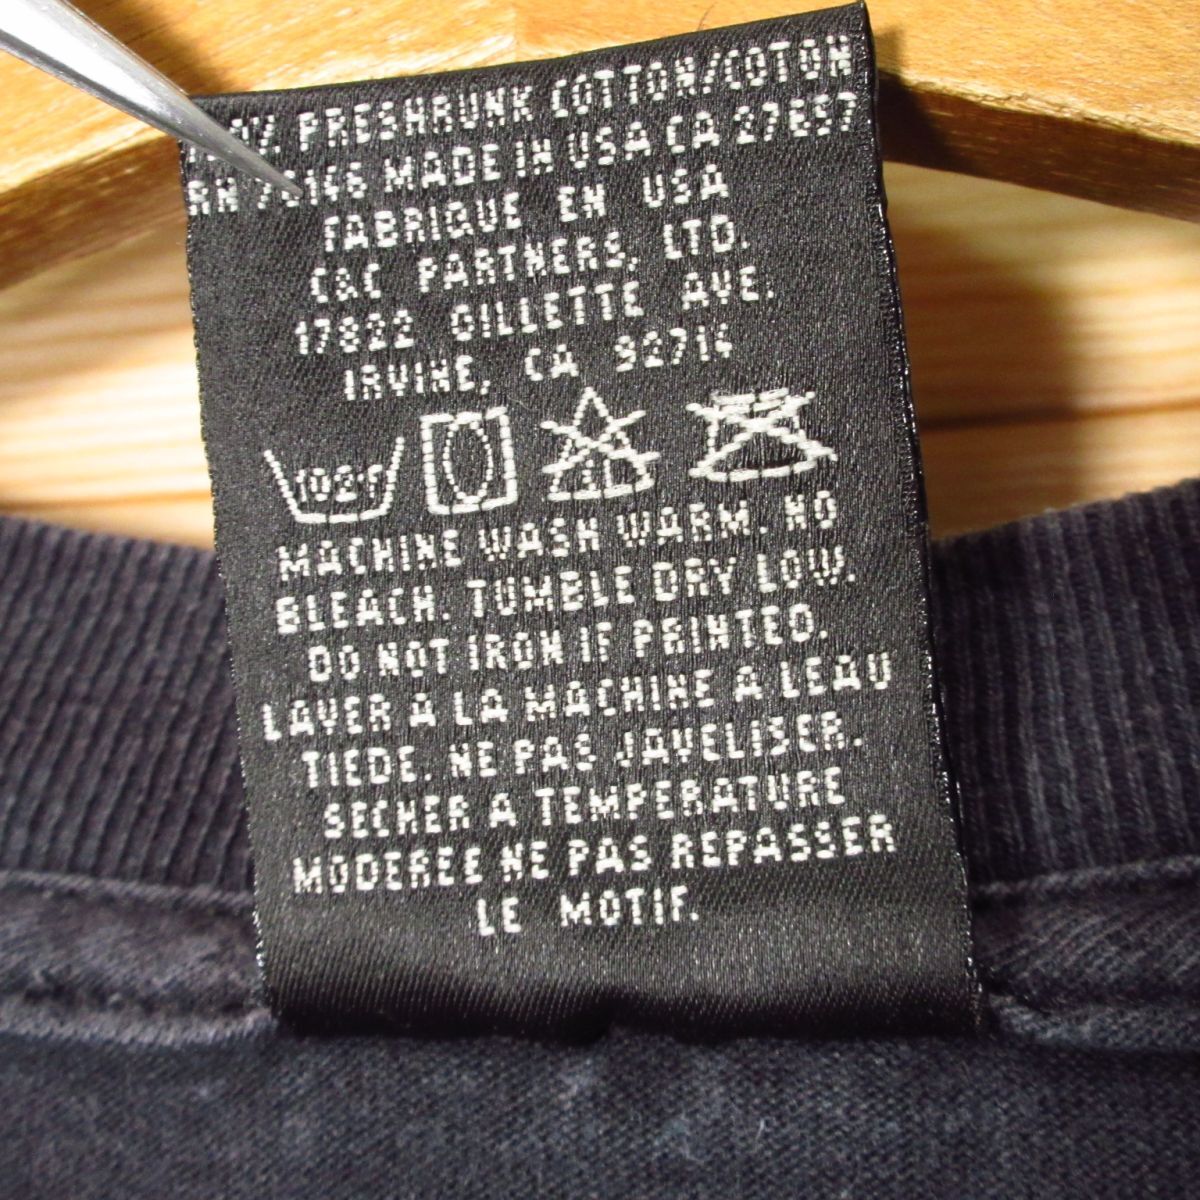 PRESHRUNK COTTON/COTON
RN MADE IN USA CA 27657
FABRIQUE EN USA
C&C PARTNERS, LTD.
17822 GILLETTE AVE.
IRVINE, CA 92714
MACHINE WASH WARM. NO
BLEACH. TUMBLE DRY LOW.
DO NOT IRON IF PRINTED.
LAVER A LA MACHINE A LEAU
TIEDE. NE PAS JAVELISER.
SECHER A TEMPERATURE
MODEREE NE PAS REPASSER
LE MOTIF.